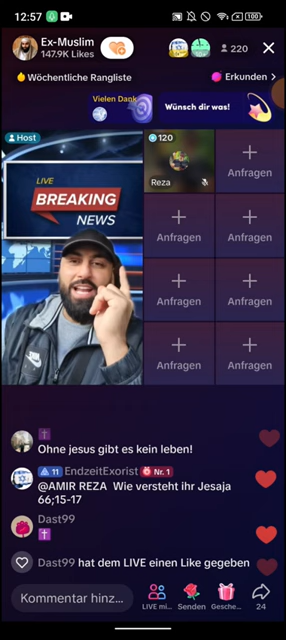 12:57
100
Ex-Muslim
147.9K Likes
220
Wöchentliche Rangliste
Erkunden >
Vielen Dank
Wünsch dir was!
Host
120
LIVE
BREAKING
NEWS
Reza
+
Anfragen
+
Anfragen
+
Anfragen
+
Anfragen
+
Anfragen
+
Anfragen
+
Anfragen
Ohne jesus gibt es kein leben!
11 EndzeitExorist Nr. 1
@AMIR REZA Wie versteht ihr Jesaja
66;15-17
Dast99
Dast99 hat dem LIVE einen Like gegeben
Kommentar hinz...
LIVE mi...
Senden
Gesche...
24